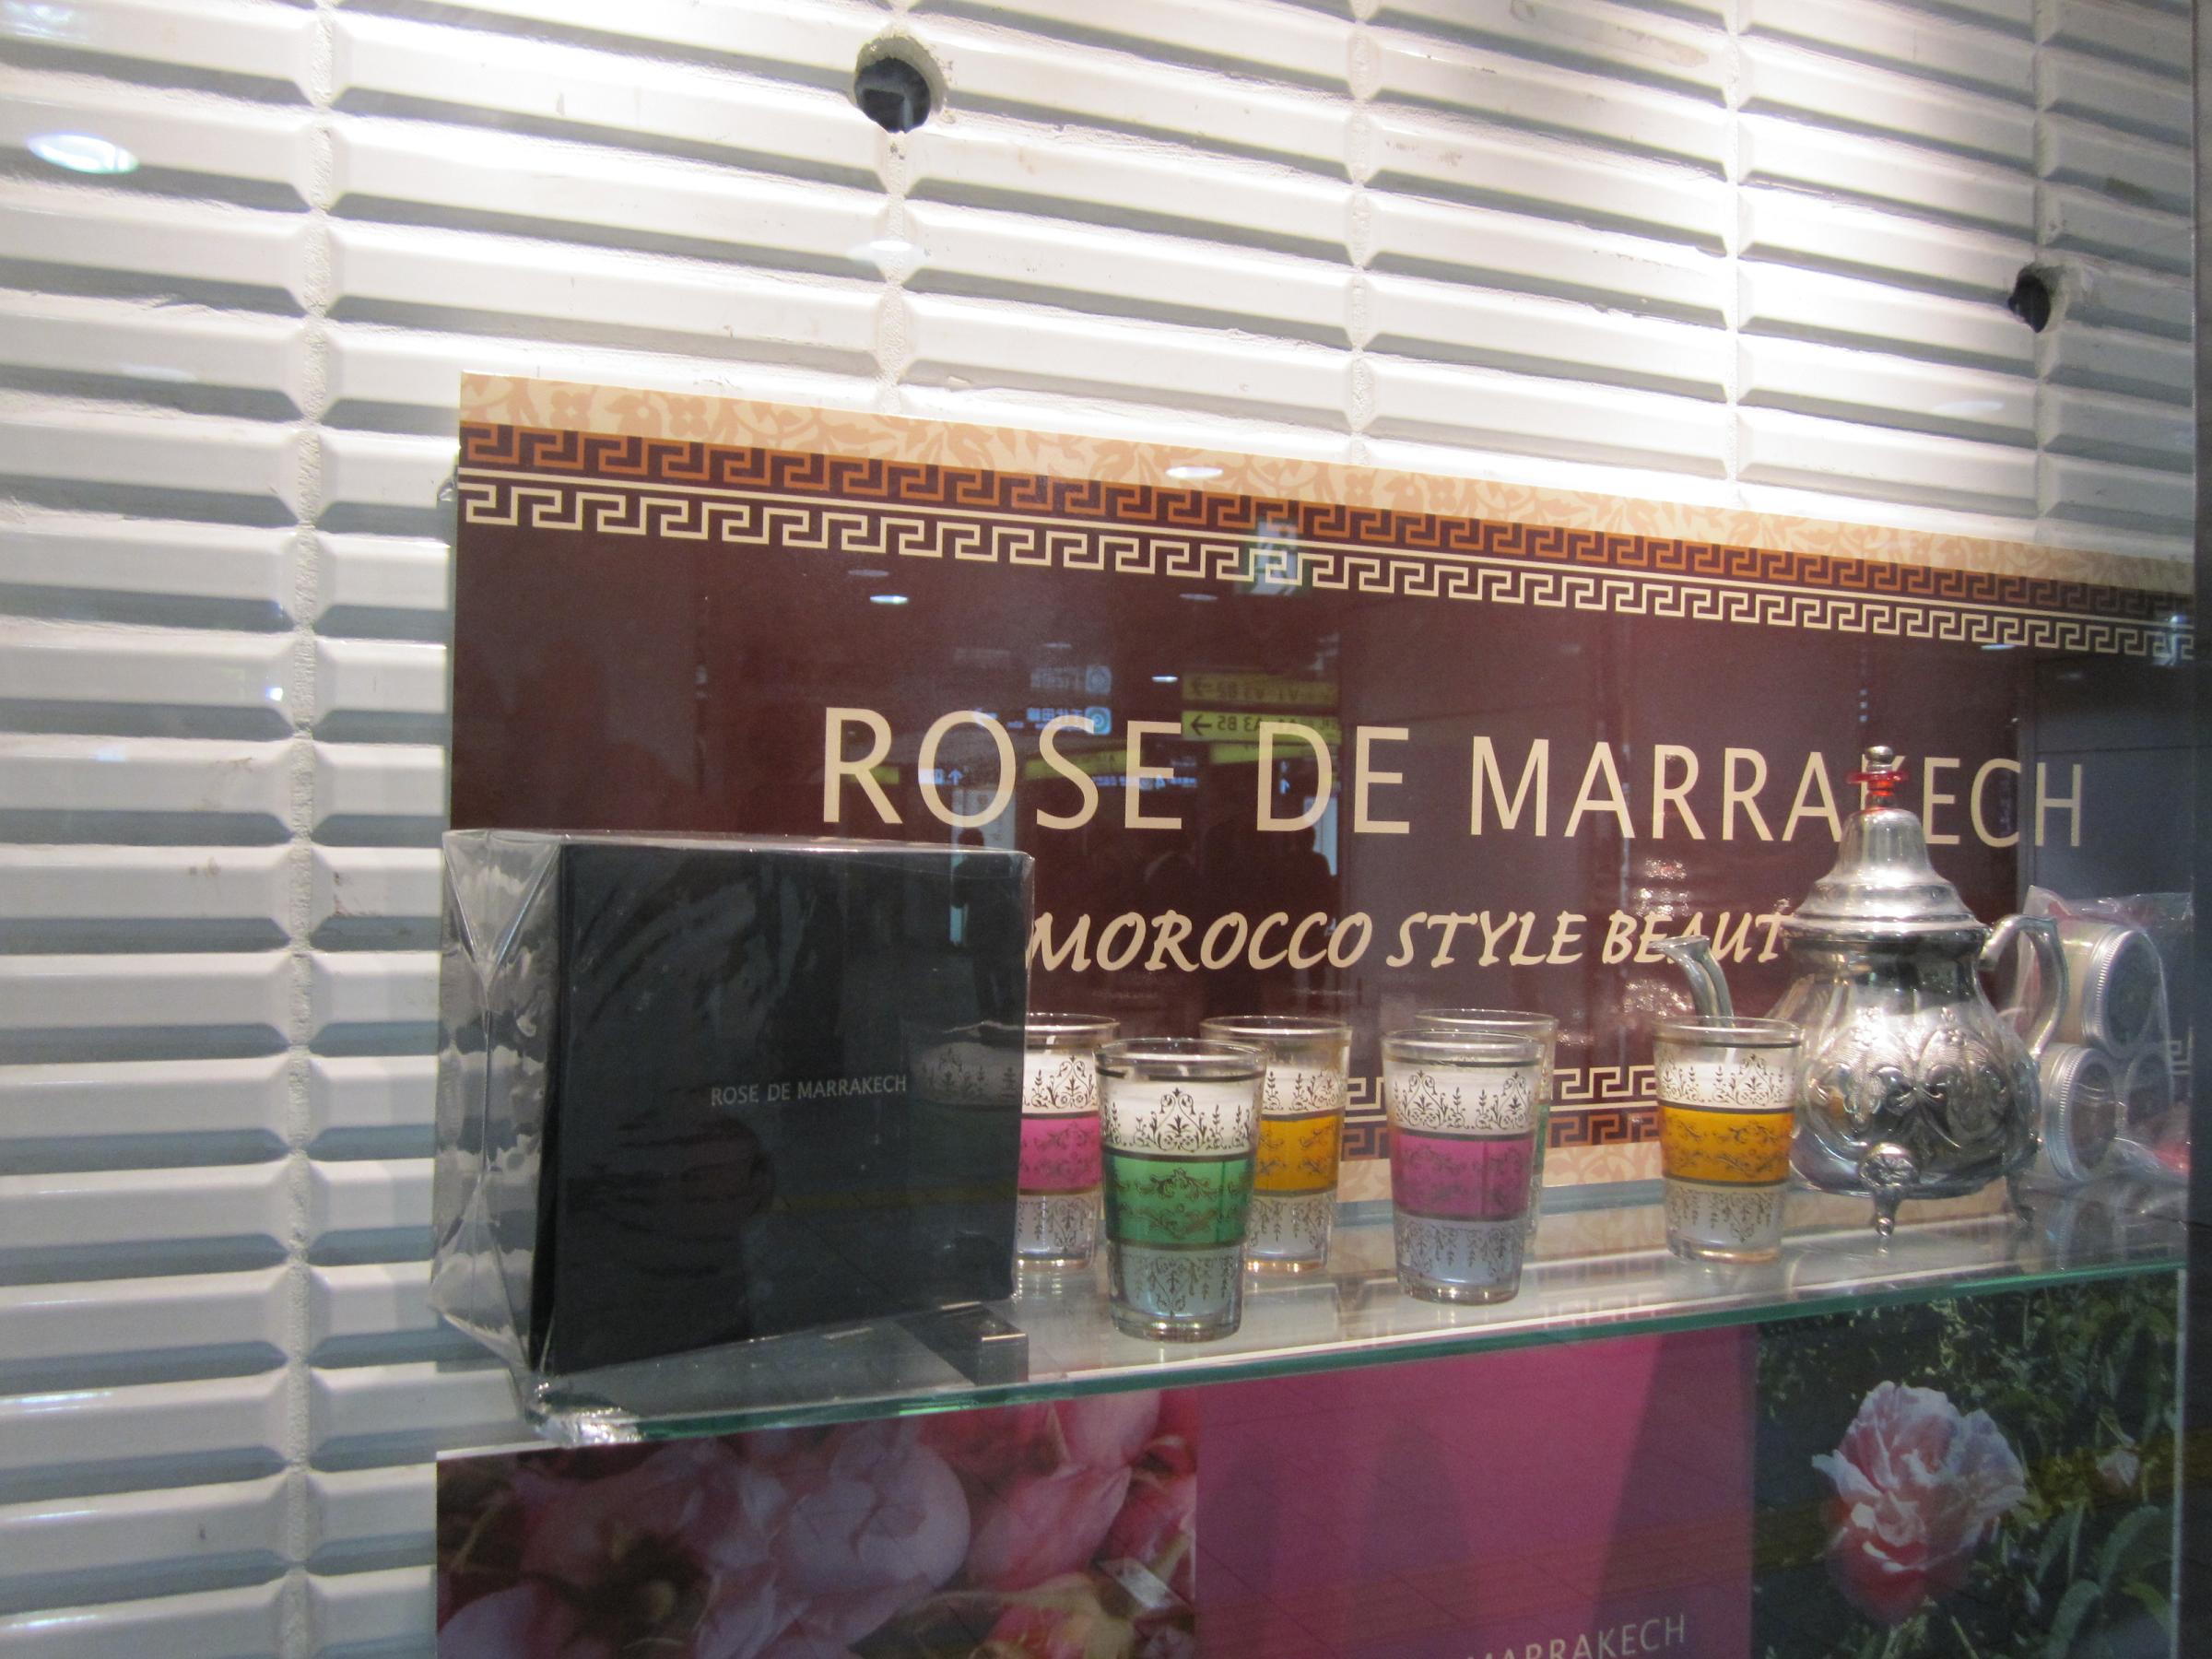 ROSE DE MARRAKECH
MOROCCO STYLE BEAUT
ROSE DE MARRAKECH
MARRAKECH